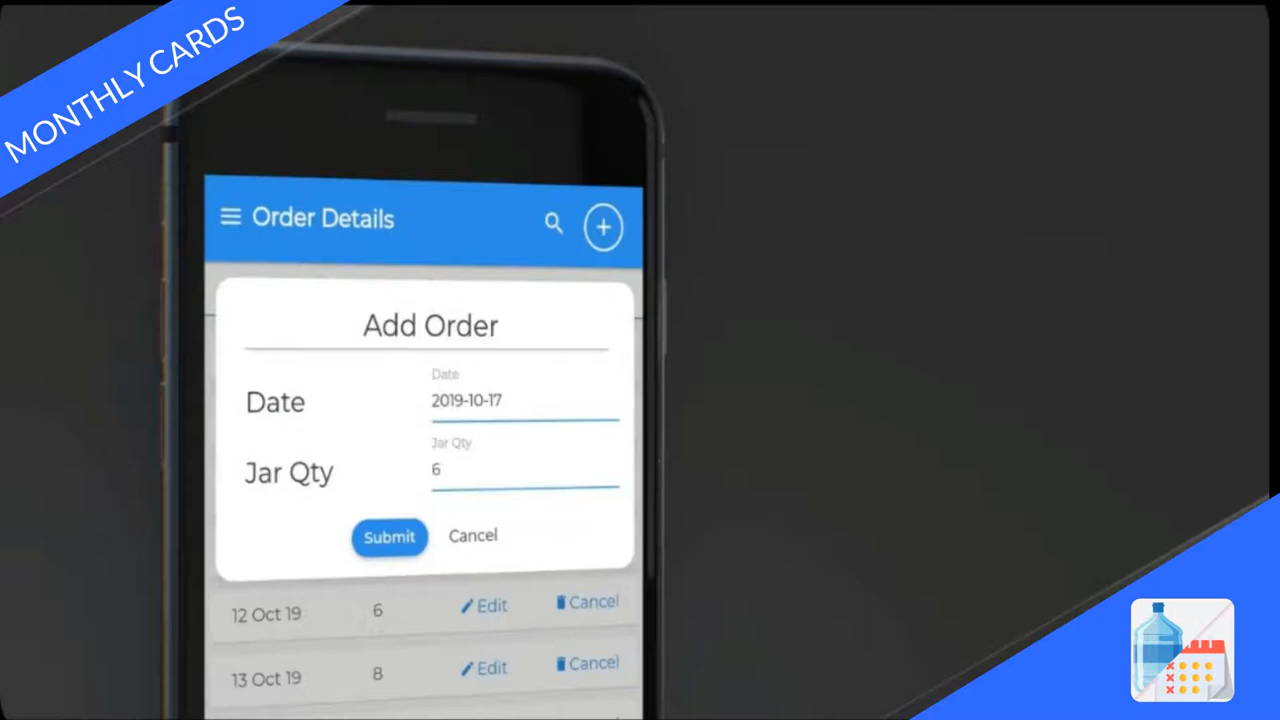 MONTHLY CARDS
Order Details
Add Order
Date
Date
2019-10-17
Jar Qty
Jar Qty
6
Submit Cancel
12 Oct 19 6 Edit Cancel
13 Oct 19 8 Edit Cancel